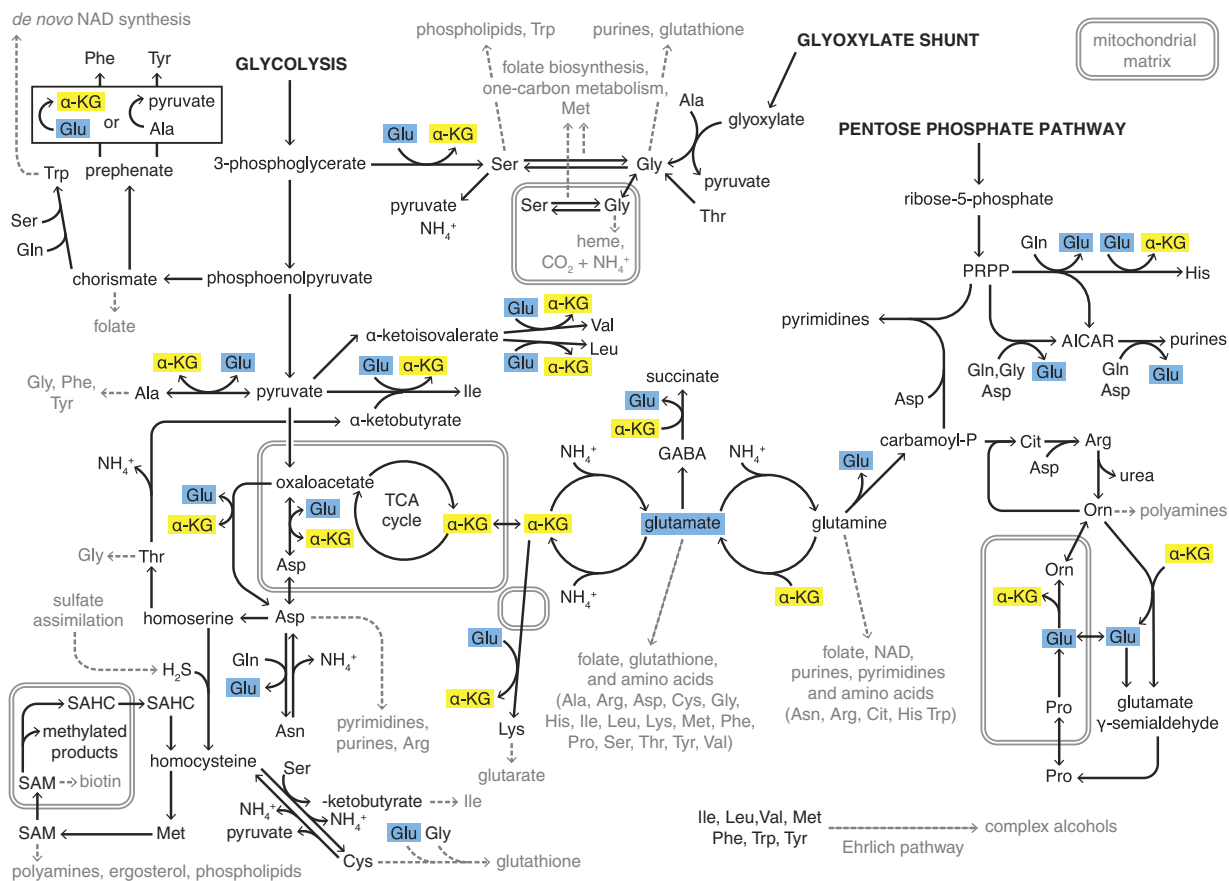 de novo NAD synthesis
Phe
Tyr
α-KG
Glu
or
pyruvate
Ala
prephenate
Trp
Ser
Gln
chorismate
folate
GLYCOLYSIS
3-phosphoglycerate
phosphoenolpyruvate
phospholipids, Trp
purines, glutathione
folate biosynthesis,
one-carbon metabolism,
Met
Glu
α-KG
Ser
Gly
pyruvate
NH₄⁺
Ser
Gly
heme,
CO₂ + NH₄⁺
GLYOXYLATE SHUNT
Ala
glyoxylate
pyruvate
Thr
mitochondrial
matrix
PENTOSE PHOSPHATE PATHWAY
ribose-5-phosphate
PRPP
Gln
Glu
Glu
α-KG
His
pyrimidines
AICAR
purines
Gln, Gly
Asp
Glu
Gln
Asp
Glu
α-ketoisovalerate
Glu
α-KG
Val
Leu
Glu
α-KG
Gly, Phe,
Tyr
Ala
α-KG
Glu
pyruvate
Glu
α-KG
Ile
α-ketobutyrate
NH₄⁺
Glu
α-KG
oxaloacetate
Glu
α-KG
Asp
TCA
cycle
α-KG
α-KG
NH₄⁺
NH₄⁺
succinate
Glu
α-KG
GABA
glutamate
NH₄⁺
α-KG
glutamine
Glu
Asp
carbamoyl-P
Cit
Asp
Arg
urea
Orn
polyamines
Orn
α-KG
Glu
Glu
α-KG
Pro
Pro
glutamate
γ-semialdehyde
Gly
Thr
sulfate
assimilation
homoserine
Asp
H₂S
Gln
Glu
NH₄⁺
Asn
pyrimidines,
purines, Arg
Glu
α-KG
Lys
glutarate
folate, glutathione,
and amino acids
(Ala, Arg, Asp, Cys, Gly,
His, Ile, Leu, Lys, Met, Phe,
Pro, Ser, Thr, Tyr, Val)
folate, NAD,
purines, pyrimidines
and amino acids
(Asn, Arg, Cit, His Trp)
SAHC
SAHC
methylated
products
SAM
biotin
homocysteine
SAM
Met
polyamines, ergosterol, phospholipids
Ser
-ketobutyrate
Ile
NH₄⁺
NH₄⁺
pyruvate
Cys
Glu
Gly
glutathione
Ile, Leu,Val, Met
Phe, Trp, Tyr
Ehrlich pathway
complex alcohols